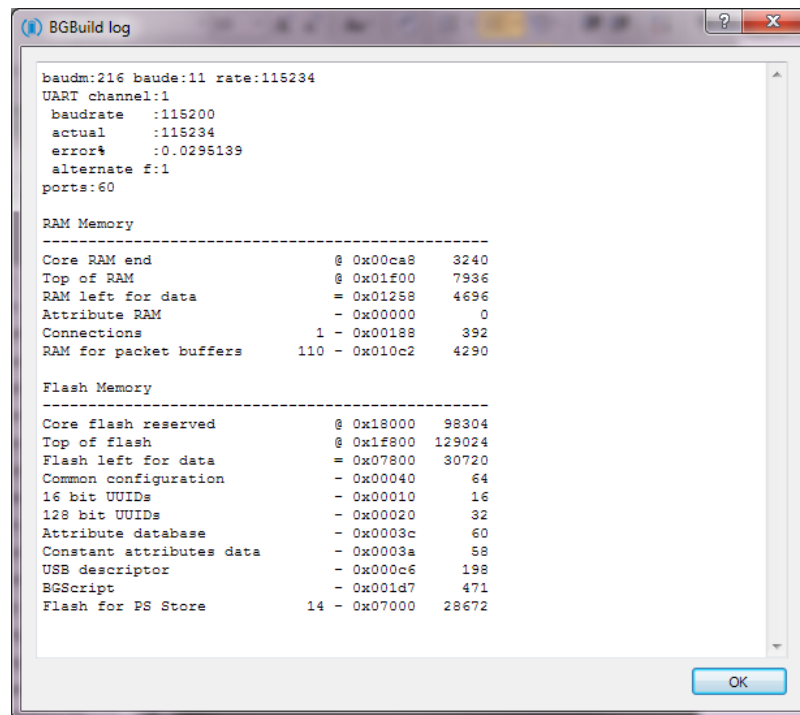 BGBuild log
baudm:216 baude:11 rate:115234
UART channel:1
 baudrate   :115200
 actual     :115234
 error%     :0.0295139
 alternate f:1
ports:60

RAM Memory
---------------------------------------------------
Core RAM end                     @ 0x00ca8    3240
Top of RAM                       @ 0x01f00    7936
RAM left for data                = 0x01258    4696
Attribute RAM                    - 0x00000       0
Connections                    1 - 0x00188     392
RAM for packet buffers       110 - 0x010c2    4290

Flash Memory
---------------------------------------------------
Core flash reserved              @ 0x18000   98304
Top of flash                     @ 0x1f800  129024
Flash left for data              = 0x07800   30720
Common configuration             - 0x00040      64
16 bit UUIDs                     - 0x00010      16
128 bit UUIDs                    - 0x00020      32
Attribute database               - 0x0003c      60
Constant attributes data         - 0x0003a      58
USB descriptor                   - 0x000c6     198
BGScript                         - 0x001d7     471
Flash for PS Store            14 - 0x07000   28672
OK